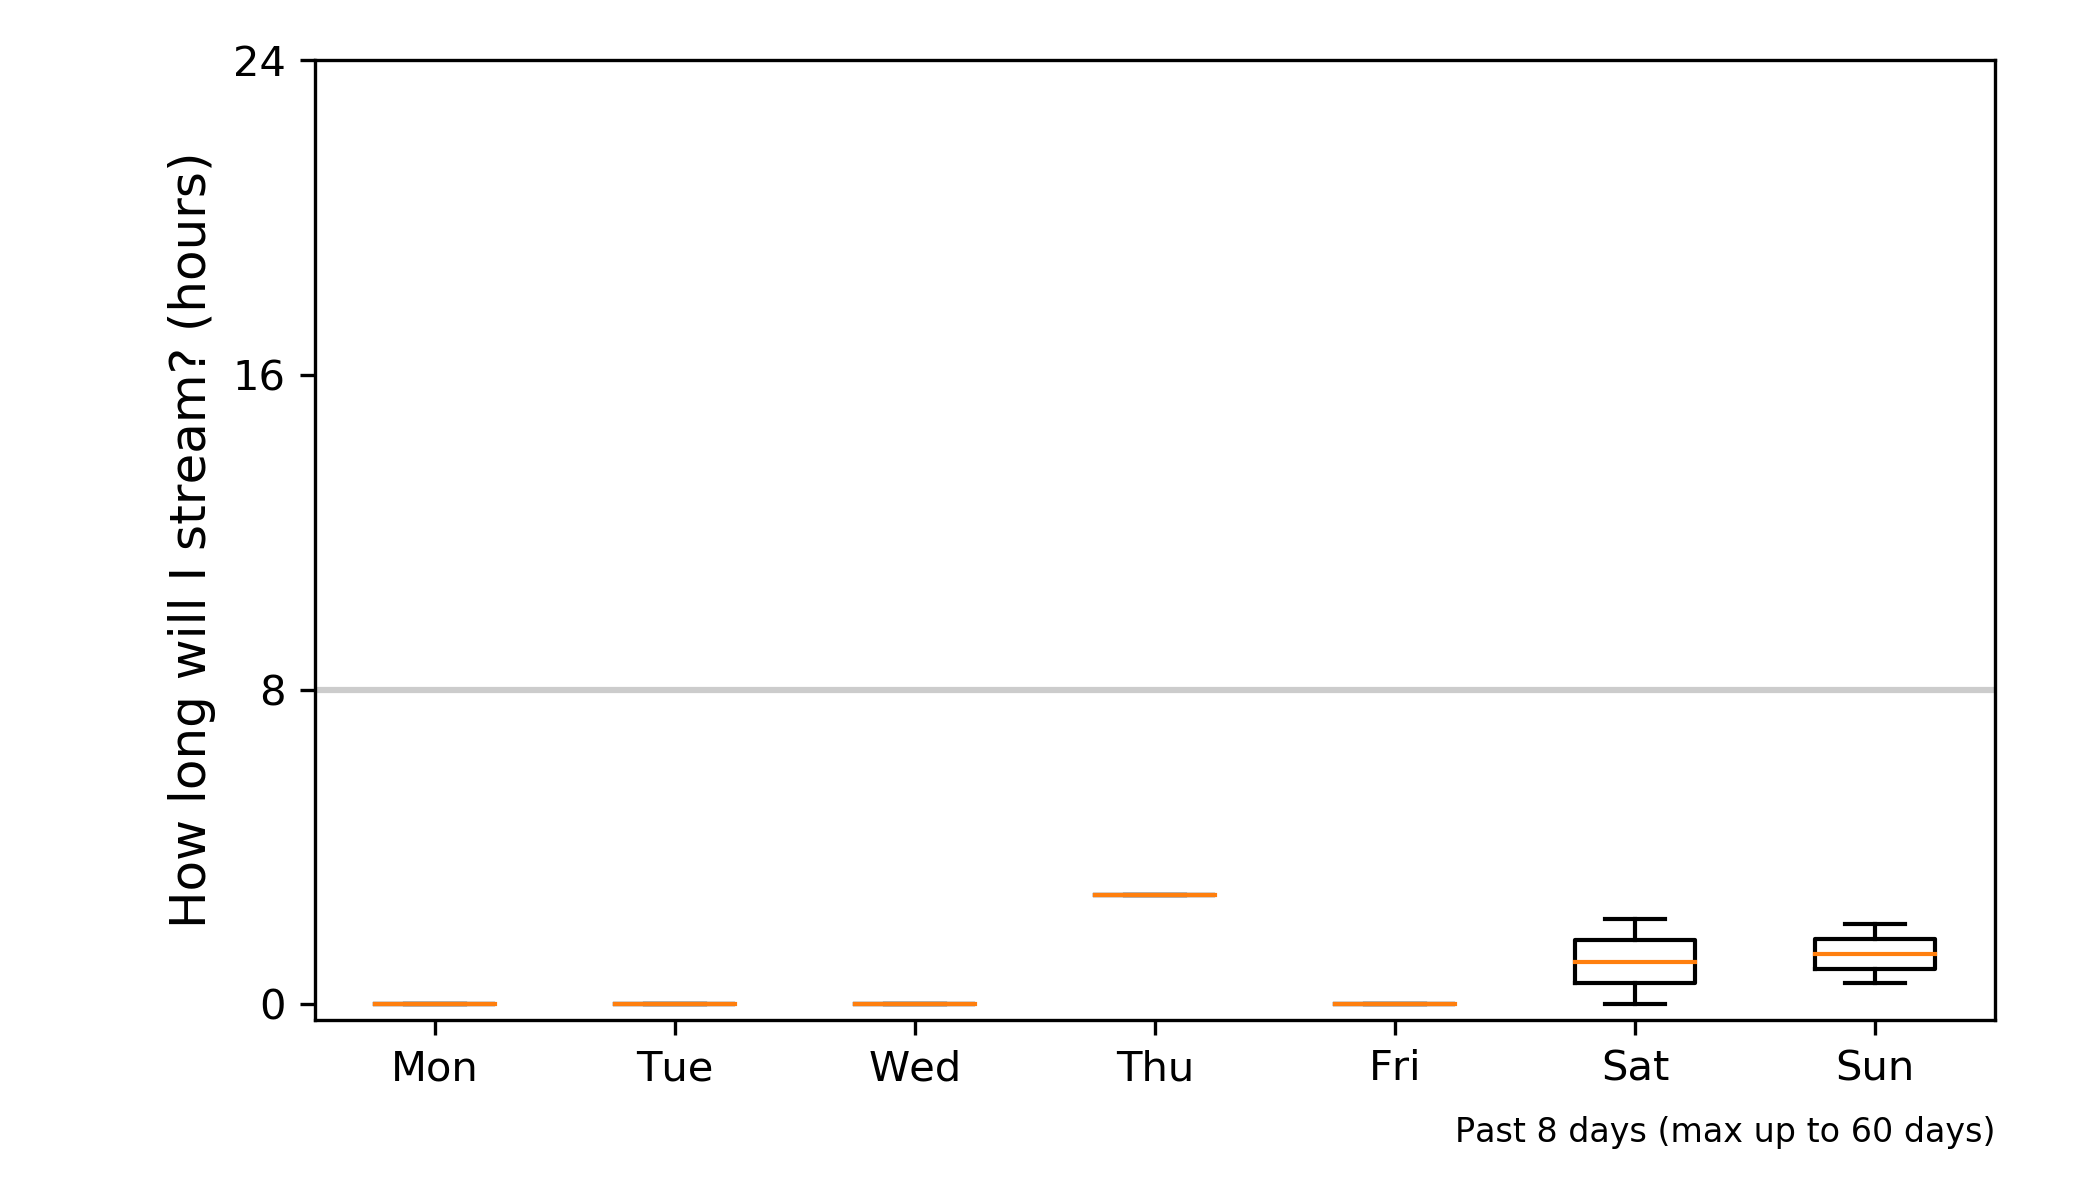 How long will I stream? (hours)
24
16
8
0
Mon Tue Wed Thu Fri Sat Sun
Past 8 days (max up to 60 days)